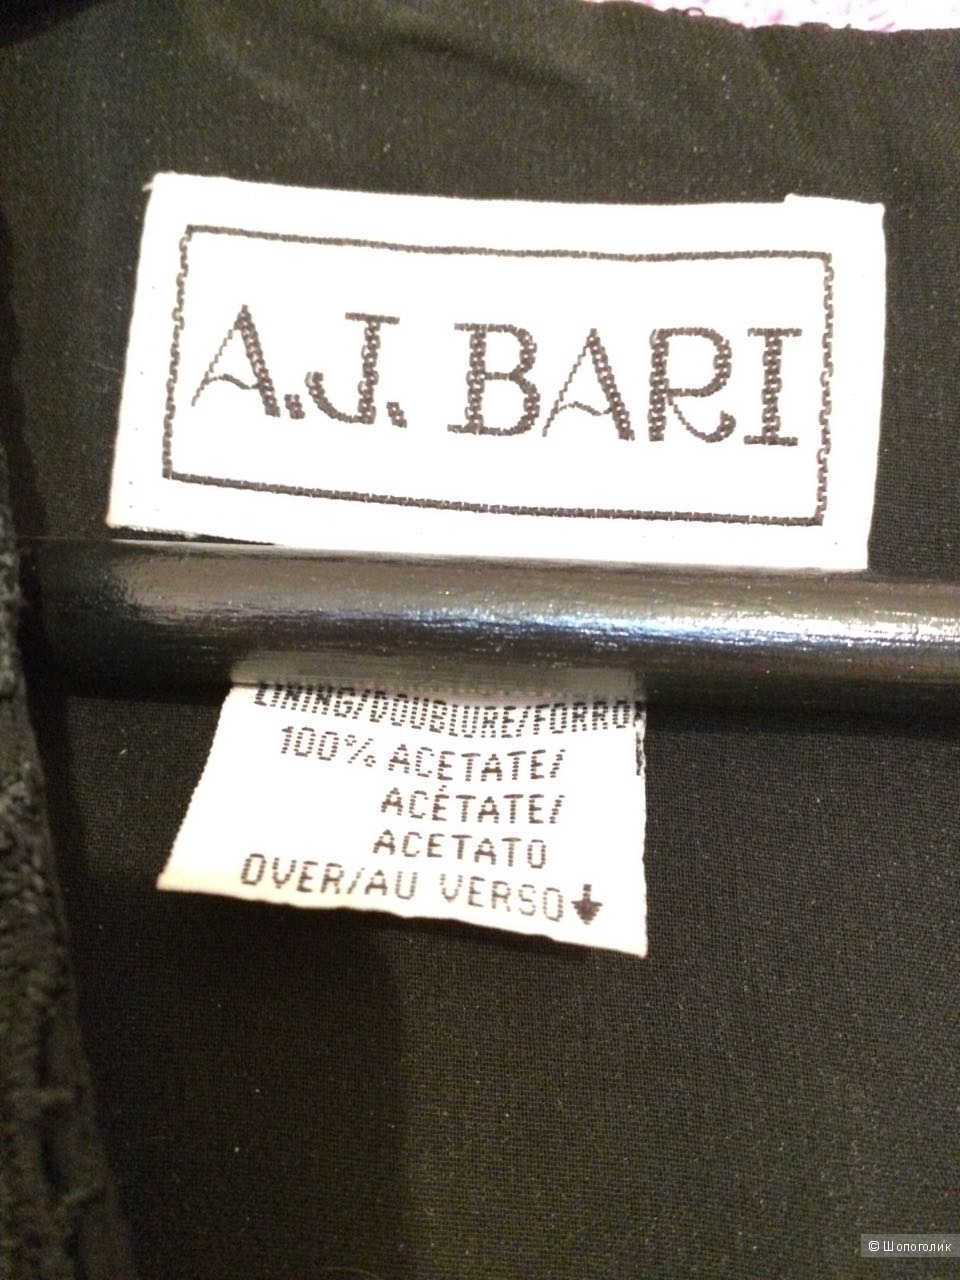 A.J. BARI
LINING/DOUBLURE/FORRO
100% ACETATE/
ACÉTATE/
ACETATO
OVER/AU VERSO
© Шопоголик